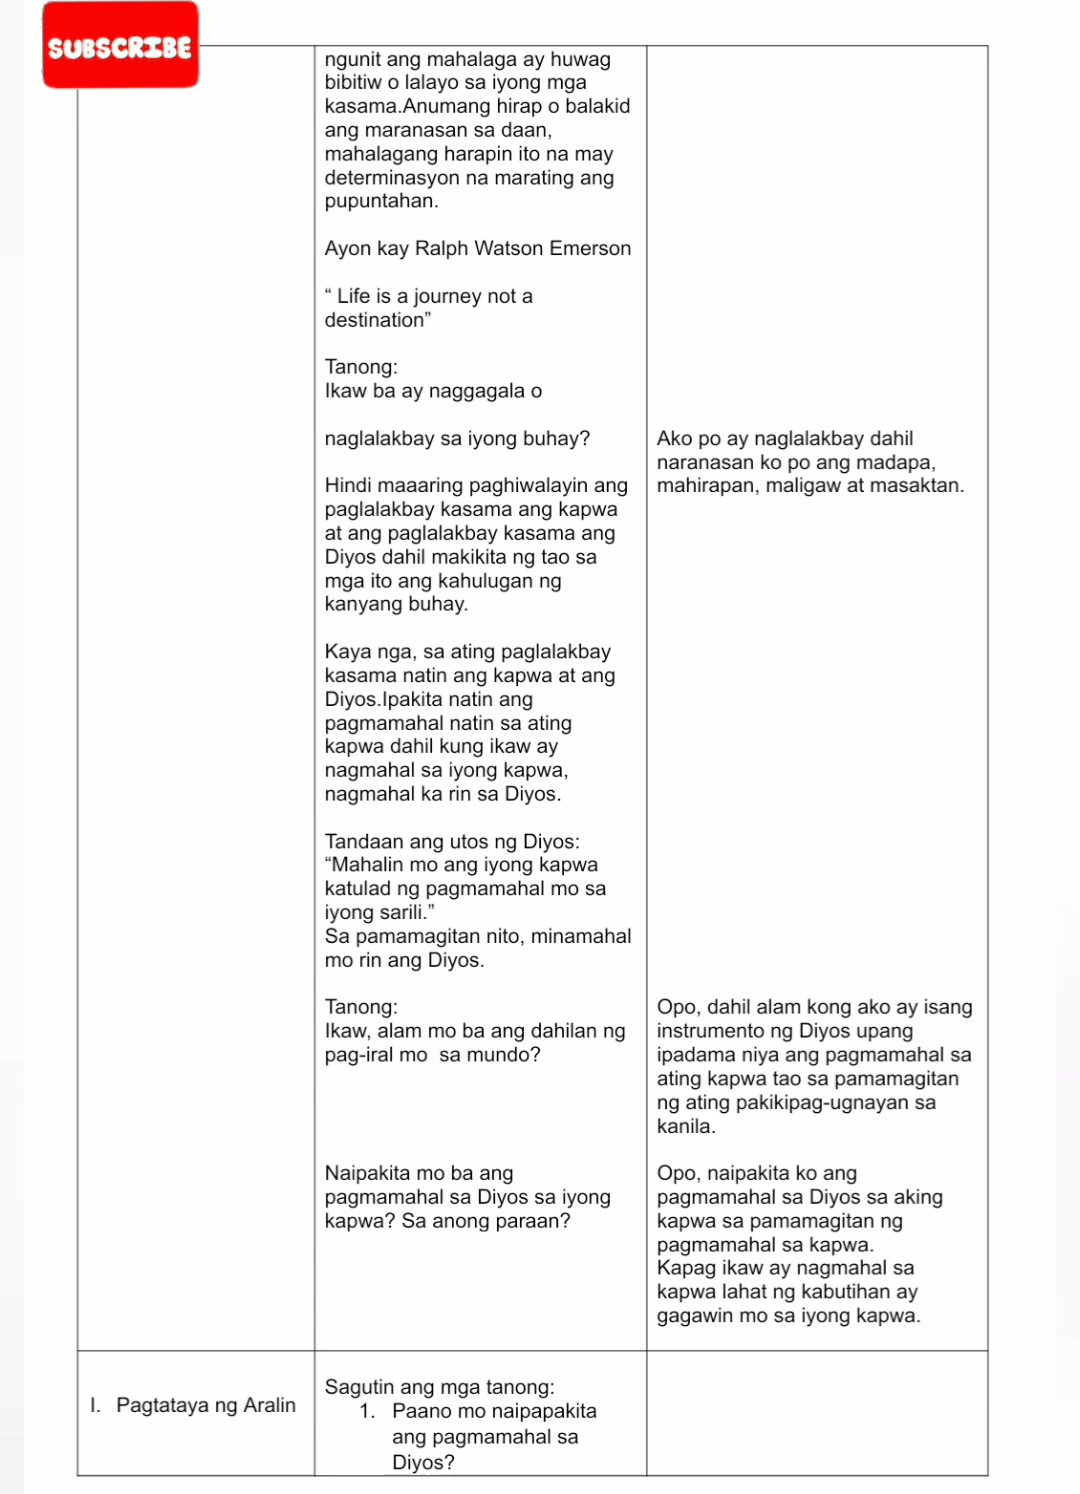 SUBSCRIBE
ngunit ang mahalaga ay huwag
bibitiw o lalayo sa iyong mga
kasama.Anumang hirap o balakid
ang maranasan sa daan,
mahalagang harapin ito na may
determinasyon na marating ang
pupuntahan.
Ayon kay Ralph Watson Emerson
“ Life is a journey not a
destination”
Tanong:
Ikaw ba ay naggagala o
naglalakbay sa iyong buhay?
Ako po ay naglalakbay dahil
naranasan ko po ang madapa,
mahirapan, maligaw at masaktan.
Hindi maaaring paghiwalayin ang
paglalakbay kasama ang kapwa
at ang paglalakbay kasama ang
Diyos dahil makikita ng tao sa
mga ito ang kahulugan ng
kanyang buhay.
Kaya nga, sa ating paglalakbay
kasama natin ang kapwa at ang
Diyos.Ipakita natin ang
pagmamahal natin sa ating
kapwa dahil kung ikaw ay
nagmahal sa iyong kapwa,
nagmahal ka rin sa Diyos.
Tandaan ang utos ng Diyos:
“Mahalin mo ang iyong kapwa
katulad ng pagmamahal mo sa
iyong sarili.”
Sa pamamagitan nito, minamahal
mo rin ang Diyos.
Tanong:
Ikaw, alam mo ba ang dahilan ng
pag-iral mo  sa mundo?
Opo, dahil alam kong ako ay isang
instrumento ng Diyos upang
ipadama niya ang pagmamahal sa
ating kapwa tao sa pamamagitan
ng ating pakikipag-ugnayan sa
kanila.
Naipakita mo ba ang
pagmamahal sa Diyos sa iyong
kapwa? Sa anong paraan?
Opo, naipakita ko ang
pagmamahal sa Diyos sa aking
kapwa sa pamamagitan ng
pagmamahal sa kapwa.
Kapag ikaw ay nagmahal sa
kapwa lahat ng kabutihan ay
gagawin mo sa iyong kapwa.
I. Pagtataya ng Aralin
Sagutin ang mga tanong:
1. Paano mo naipapakita
ang pagmamahal sa
Diyos?